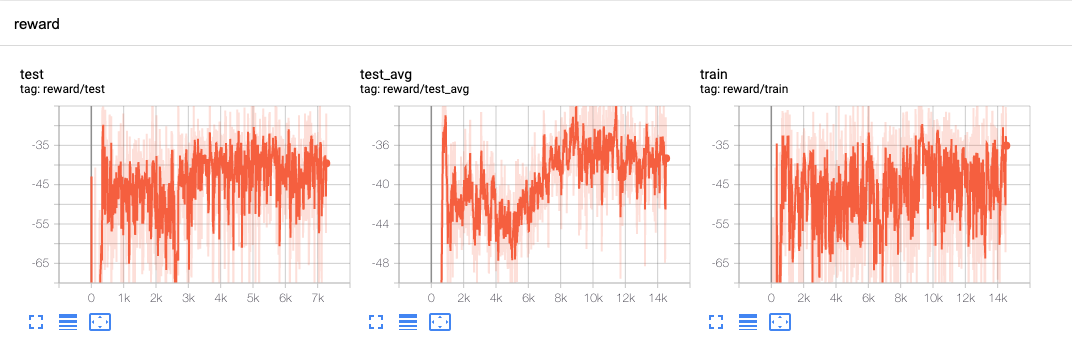 reward
test
tag: reward/test
-35
-45
-55
-65
0 1k 2k 3k 4k 5k 6k 7k
test_avg
tag: reward/test_avg
-36
-40
-44
-48
0 2k 4k 6k 8k 10k 12k 14k
train
tag: reward/train
-35
-45
-55
-65
0 2k 4k 6k 8k 10k 12k 14k